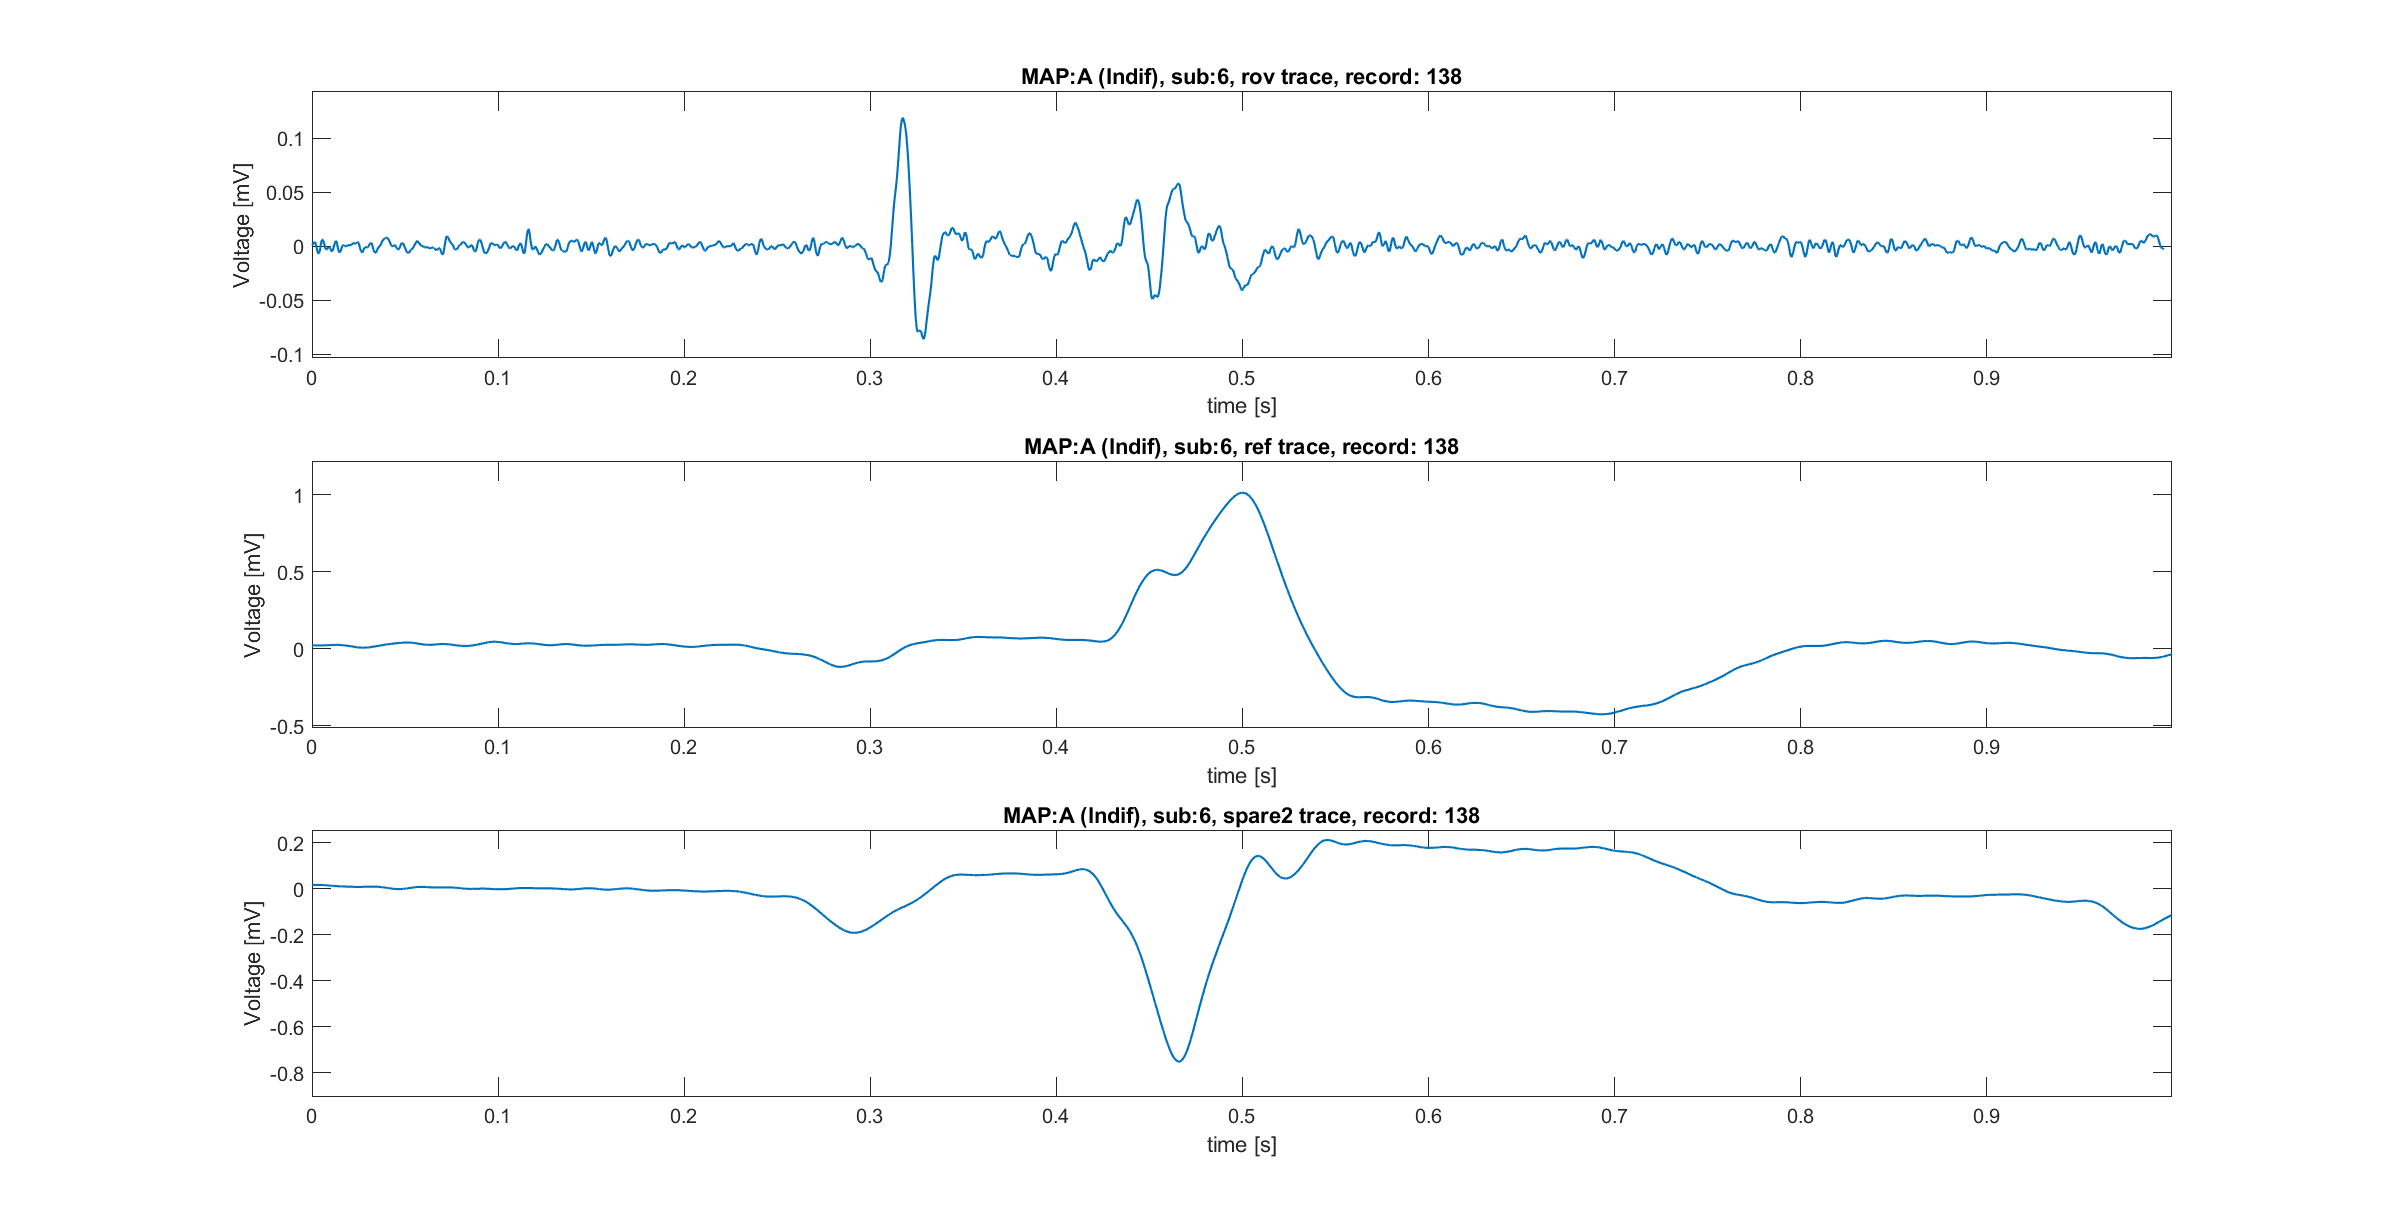 MAP:A (Indif), sub:6, rov trace, record: 138
Voltage [mV]
0.1
0.05
0
-0.05
-0.1
0 0.1 0.2 0.3 0.4 0.5 0.6 0.7 0.8 0.9
time [s]
MAP:A (Indif), sub:6, ref trace, record: 138
Voltage [mV]
1
0.5
0
-0.5
0 0.1 0.2 0.3 0.4 0.5 0.6 0.7 0.8 0.9
time [s]
MAP:A (Indif), sub:6, spare2 trace, record: 138
Voltage [mV]
0.2
0
-0.2
-0.4
-0.6
-0.8
0 0.1 0.2 0.3 0.4 0.5 0.6 0.7 0.8 0.9
time [s]